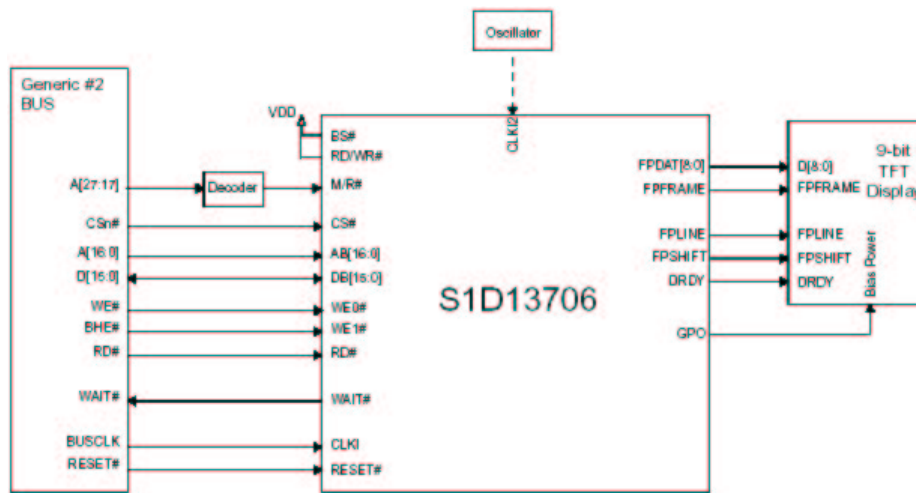 Oscillator
Generic #2
BUS
VDD
BS#
RD/WR#
CLKI2
A[27:17]
Decoder
M/R#
CSn#
CS#
A[16:0]
AB[16:0]
D[15:0]
DB[15:0]
WE#
WE0#
BHE#
WE1#
RD#
RD#
WAIT#
WAIT#
BUSCLK
CLKI
RESET#
RESET#
S1D13706
FPDAT[8:0]
FPFRAME
FPLINE
FPSHIFT
DRDY
GPO
D[8:0]
FPFRAME
FPLINE
FPSHIFT
DRDY
9-bit
TFT
Display
Bias Power